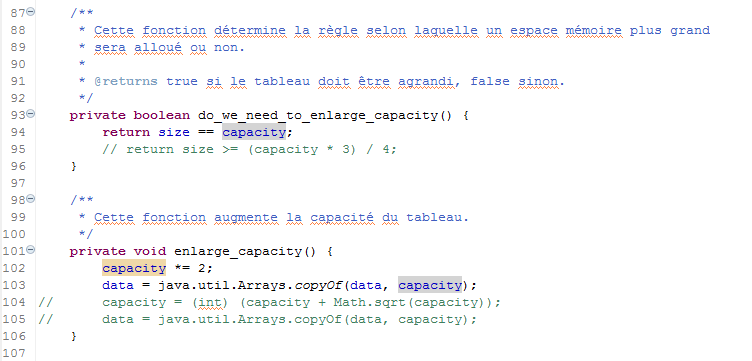 87 /**
88  * Cette fonction détermine la règle selon laquelle un espace mémoire plus grand
89  * sera alloué ou non.
90  *
91  * @returns true si le tableau doit être agrandi, false sinon.
92  */
93 private boolean do_we_need_to_enlarge_capacity() {
94     return size == capacity;
95     // return size >= (capacity * 3) / 4;
96 }
97
98 /**
99  * Cette fonction augmente la capacité du tableau.
100  */
101 private void enlarge_capacity() {
102     capacity *= 2;
103     data = java.util.Arrays.copyOf(data, capacity);
104 //     capacity = (int) (capacity + Math.sqrt(capacity));
105 //     data = java.util.Arrays.copyOf(data, capacity);
106 }
107